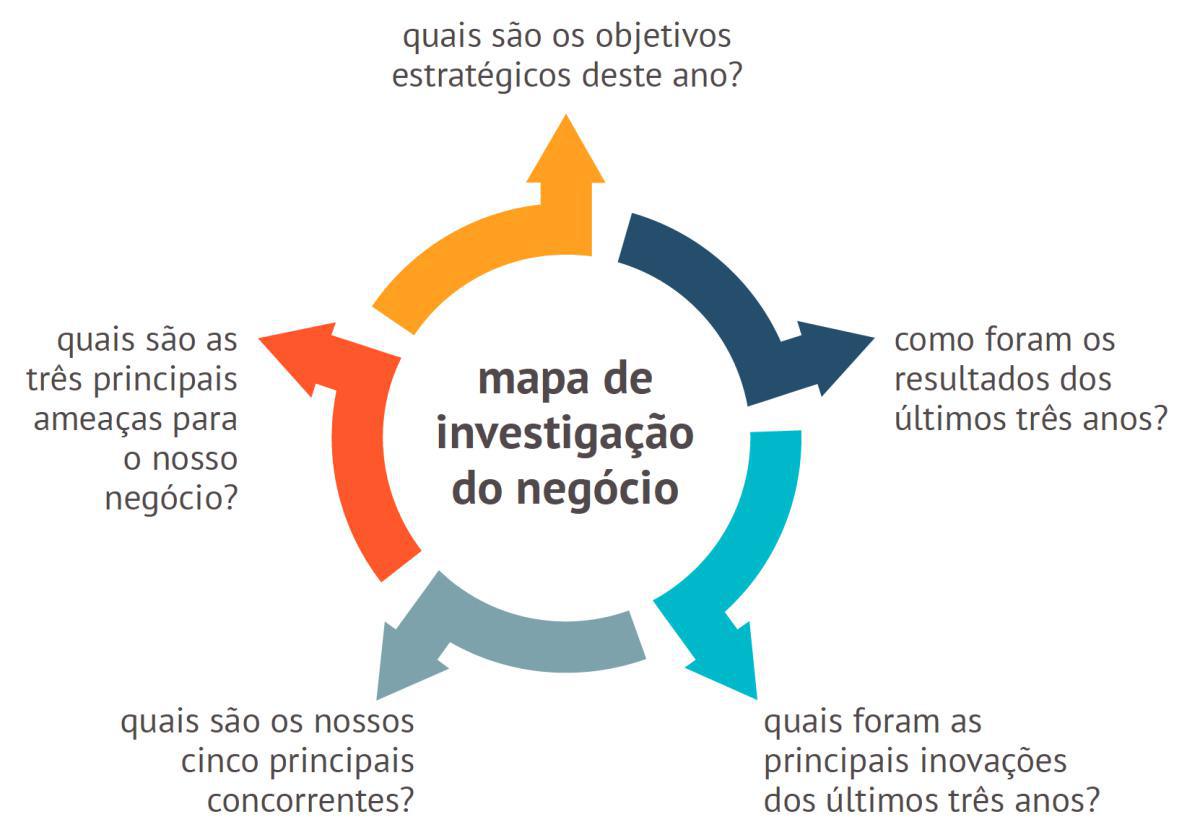 quais são os objetivos
estratégicos deste ano?
como foram os
resultados dos
últimos três anos?
quais foram as
principais inovações
dos últimos três anos?
quais são os nossos
cinco principais
concorrentes?
quais são as
três principais
ameaças para
o nosso
negócio?
mapa de
investigação
do negócio